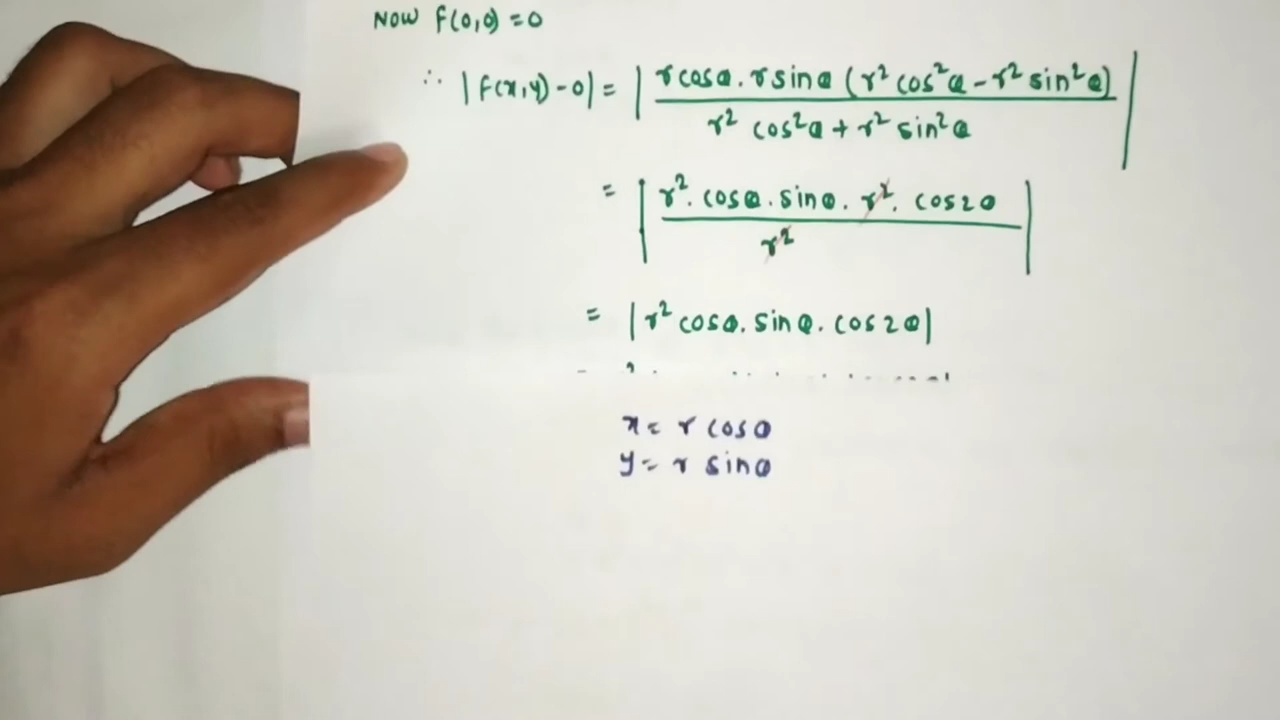 Now f(0,0) = 0
∴ |f(x,y) - 0| = | r cosθ . r sinθ (r² cos²θ - r² sin²θ) / r² cos²θ + r² sin²θ |
= | r² . cosθ . sinθ . r² . cos2θ / r² |
= | r² cosθ . sinθ . cos2θ |
x = r cosθ
y = r sinθ